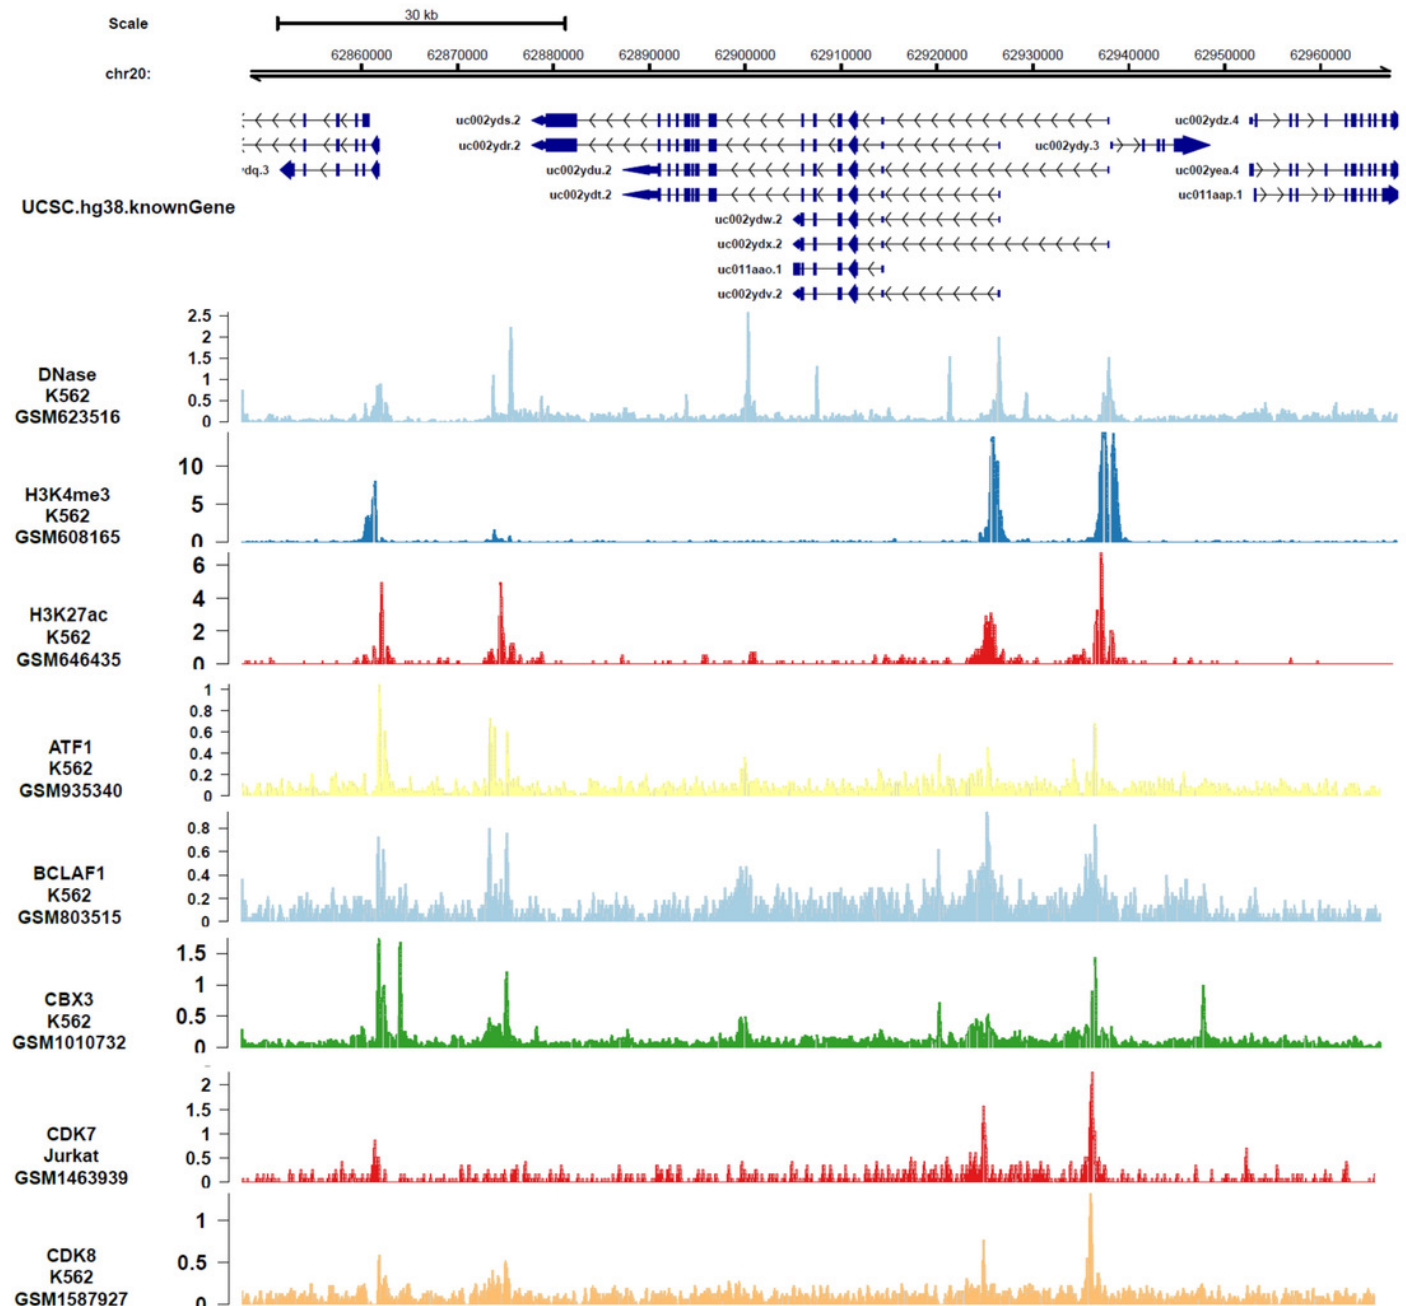 Scale
30 kb
62860000 62870000 62880000 62890000 62900000 62910000 62920000 62930000 62940000 62950000 62960000
chr20:
uc002yds.2 uc002ydz.4
uc002ydr.2 uc002ydy.3
ydq.3 uc002ydu.2 uc002yea.4
uc002ydt.2 uc011aap.1
UCSC.hg38.knownGene
uc002ydw.2
uc002ydx.2
uc011aao.1
uc002ydv.2
2.5
2
1.5
1
0.5
0
DNase
K562
GSM623516
10
5
0
H3K4me3
K562
GSM608165
6
4
2
0
H3K27ac
K562
GSM646435
1
0.8
0.6
0.4
0.2
0
ATF1
K562
GSM935340
0.8
0.6
0.4
0.2
0
BCLAF1
K562
GSM803515
1.5
1
0.5
0
CBX3
K562
GSM1010732
2
1.5
1
0.5
0
CDK7
Jurkat
GSM1463939
1
0.5
0
CDK8
K562
GSM1587927